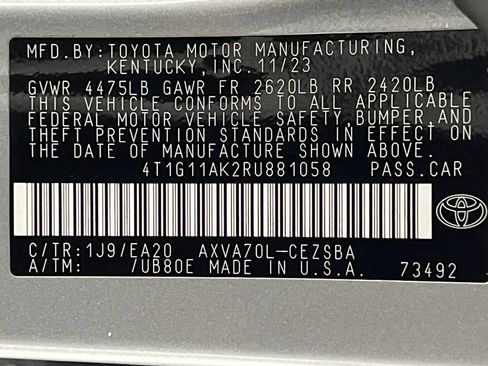 MFD.BY:TOYOTA MOTOR MANUFACTURING,
KENTUCKY,INC.11/23
GVWR 4475LB GAWR FR 2620LB RR 2420LB
THIS VEHICLE CONFORMS TO ALL APPLICABLE
FEDERAL MOTOR VEHICLE SAFETY,BUMPER,AND
THEFT PREVENTION STANDARDS IN EFFECT ON
THE DATE OF MANUFACTURE SHOWN ABOVE.
4T1G11AK2RU881058 PASS.CAR
C/TR:1J9/EA20 AXVA70L-CEZSBA
A/TM: /UB80E MADE IN U.S.A. 73492